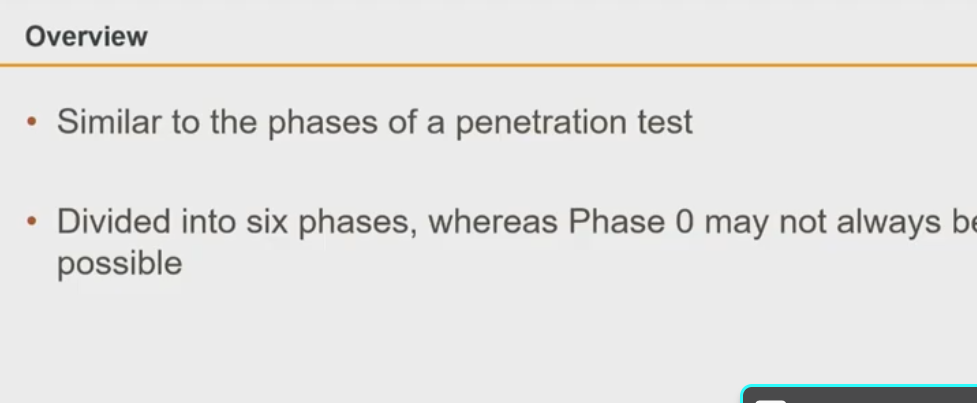 Overview
• Similar to the phases of a penetration test
• Divided into six phases, whereas Phase 0 may not always
possible